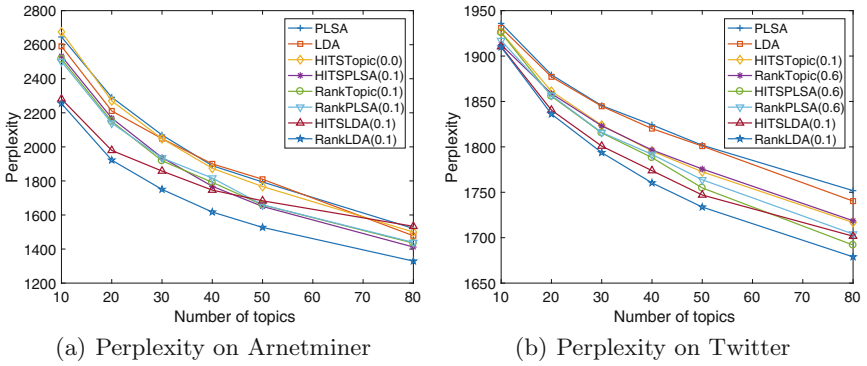 2800
2600
2400
2200
2000
1800
1600
1400
1200
Perplexity
10 20 30 40 50 60 70 80
Number of topics
PLSA
LDA
HITSTopic(0.0)
HITSPLSA(0.1)
RankTopic(0.1)
RankPLSA(0.1)
HITSLDA(0.1)
RankLDA(0.1)
(a) Perplexity on Arnetminer
1950
1900
1850
1800
1750
1700
1650
Perplexity
10 20 30 40 50 60 70 80
Number of topics
PLSA
LDA
HITSTopic(0.1)
RankTopic(0.6)
HITSPLSA(0.6)
RankPLSA(0.6)
HITSLDA(0.1)
RankLDA(0.1)
(b) Perplexity on Twitter